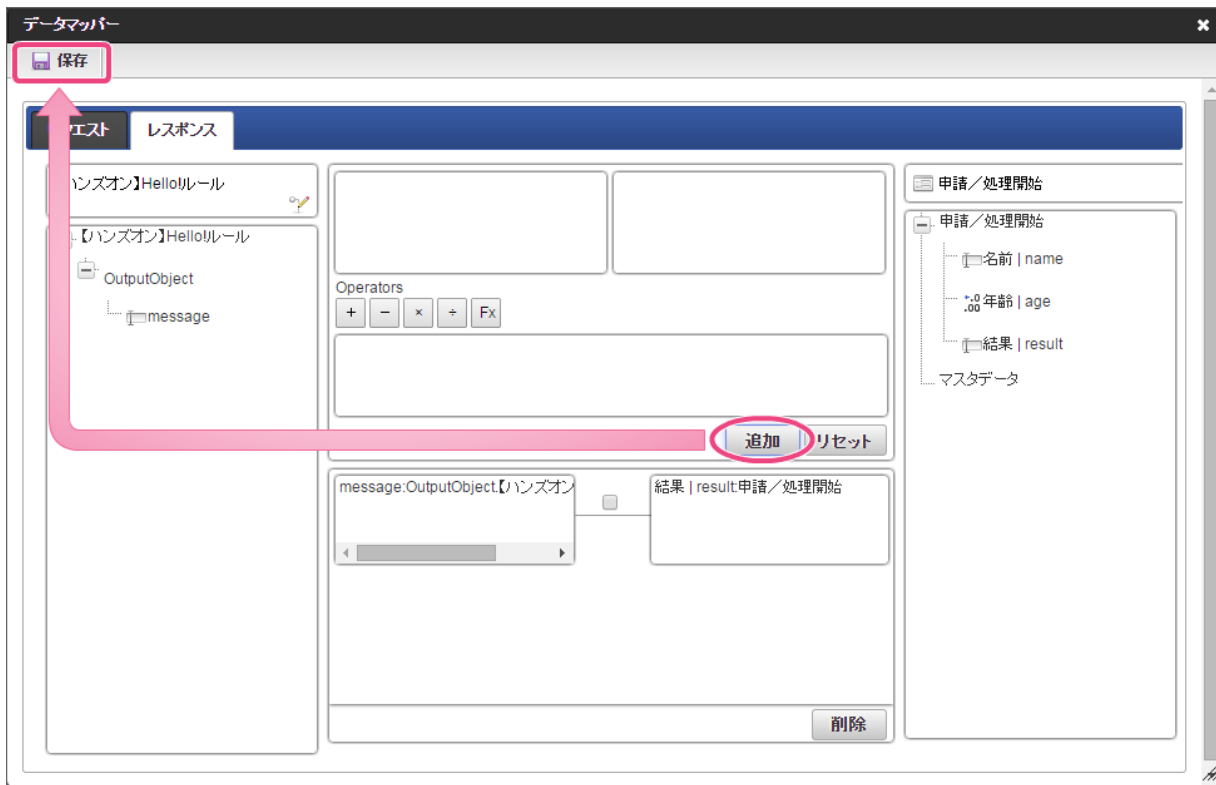 データマッパー
保存
クエスト
レスポンス
ハンズオン】Hello!ルール
【ハンズオン】Hello!ルール
OutputObject
message
Operators
+ − × ÷ Fx
追加 リセット
message:OutputObject.【ハンズオン
結果 | result:申請／処理開始
削除
申請／処理開始
申請／処理開始
名前 | name
年齢 | age
結果 | result
マスタデータ